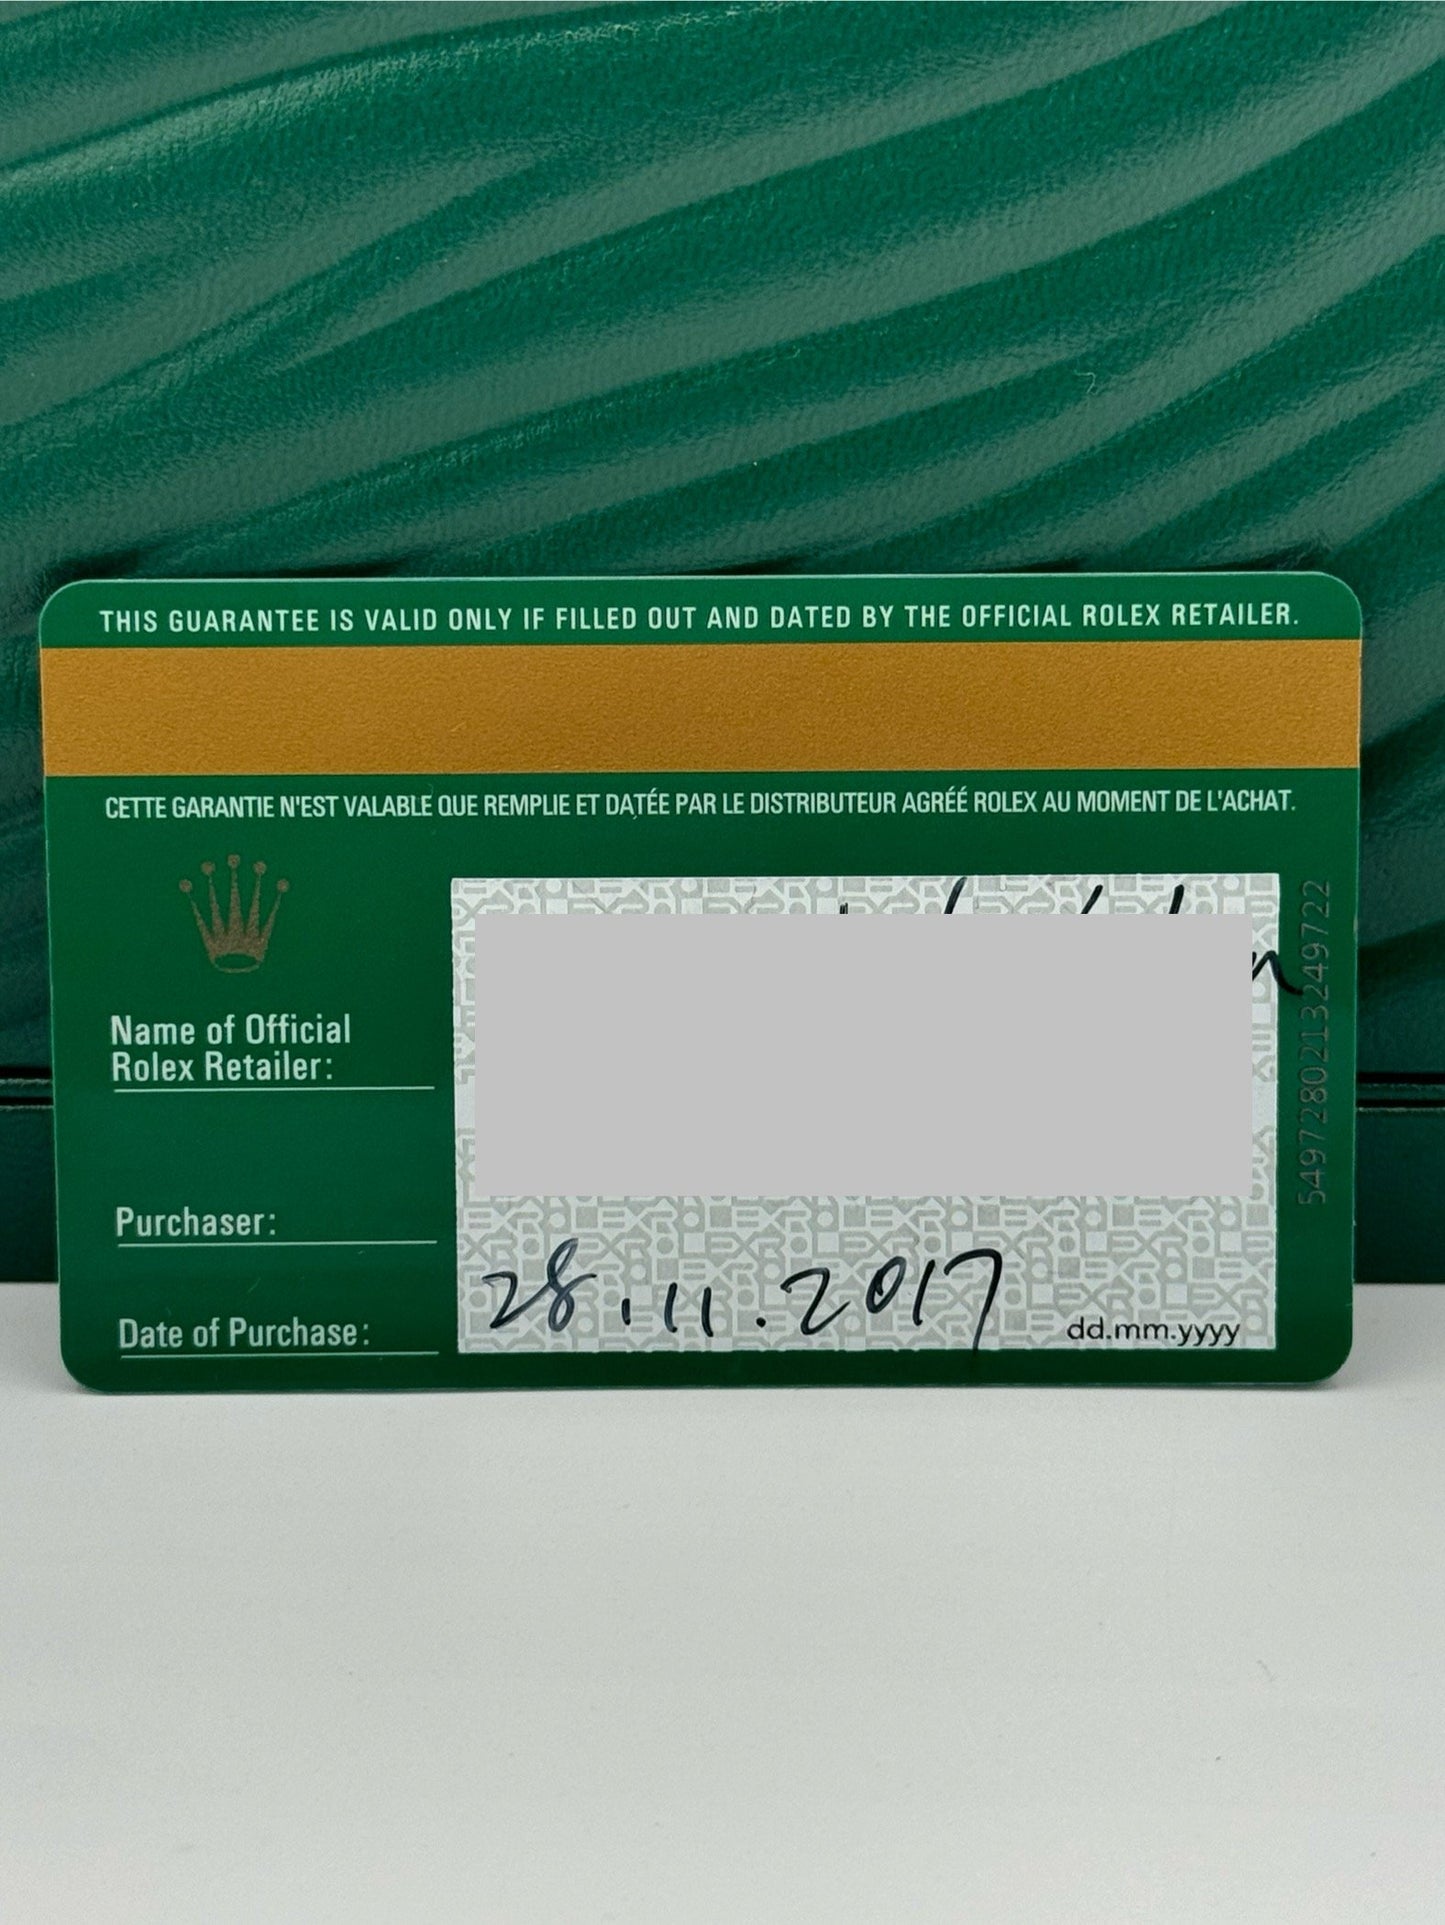 THIS GUARANTEE IS VALID ONLY IF FILLED OUT AND DATED BY THE OFFICIAL ROLEX RETAILER.
CETTE GARANTIE N'EST VALABLE QUE REMPLIE ET DATÉE PAR LE DISTRIBUTEUR AGRÉÉ ROLEX AU MOMENT DE L'ACHAT.
Name of Official
Rolex Retailer:
Purchaser:
Date of Purchase:
28.11.2017
dd.mm.yyyy
5497280213249722